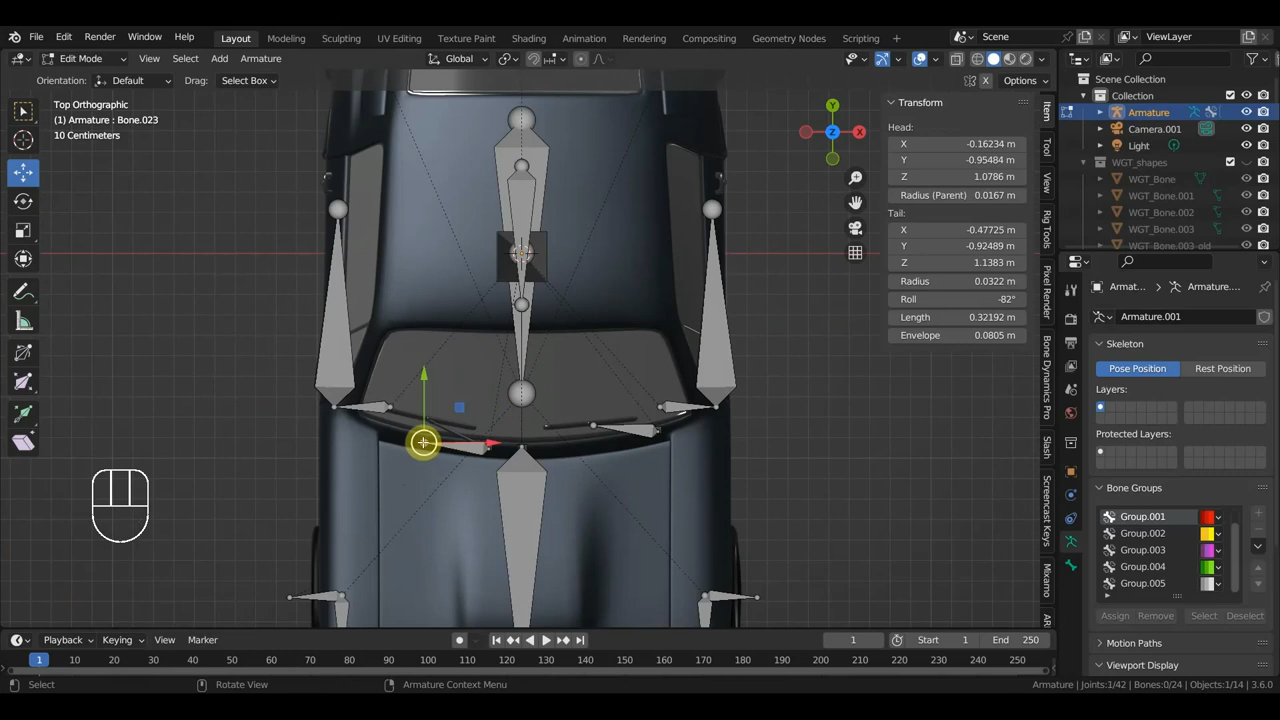 File Edit Render Window Help Layout Modeling Sculpting UV Editing Texture Paint Shading Animation Rendering Compositing Geometry Nodes Scripting + Scene ViewLayer
Edit Mode View Select Add Armature Global
Orientation: Default Drag: Select Box X Options
Top Orthographic
(1) Armature : Bone.023
10 Centimeters
Y
X
Z
Transform
Head:
X -0.16234 m
Y -0.95484 m
Z 1.0786 m
Radius (Parent) 0.0167 m
Tail:
X -0.47725 m
Y -0.92489 m
Z 1.1383 m
Radius 0.0322 m
Roll -82°
Length 0.32192 m
Envelope 0.0805 m
Item
Tool
View
Rig Tools
Pixel Render
Bone Dynamics Pro
Slash
Screencast Keys
Mixamo
AR
Scene Collection
Collection
Armature
Camera.001
Light
WGT_shapes
WGT_Bone
WGT_Bone.001
WGT_Bone.002
WGT_Bone.003
WGT_Bone.003_old
Armat... Armature....
Armature.001
Skeleton
Pose Position Rest Position
Layers:
Protected Layers:
Bone Groups
Group.001
Group.002
Group.003
Group.004
Group.005
Assign Remove Select Deselect
Motion Paths
Viewport Display
Playback Keying View Marker 1 Start 1 End 250
1 10 20 30 40 50 60 70 80 90 100 110 120 130 140 150 160 170 180 190 200 210 220 230 240 250
Select Rotate View Armature Context Menu Armature | Joints:1/42 | Bones:0/24 | Objects:1/14 | 3.6.0